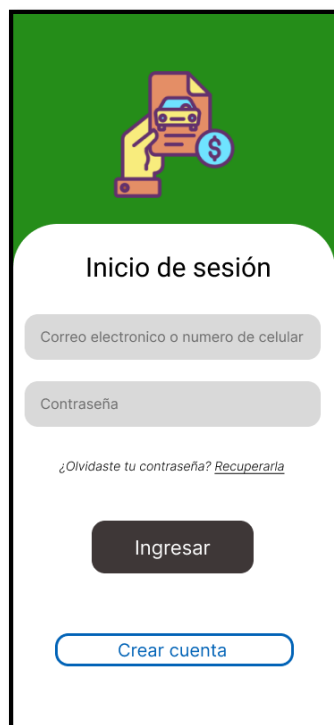 $
Inicio de sesión
Correo electronico o numero de celular
Contraseña
¿Olvidaste tu contraseña? Recuperarla
Ingresar
Crear cuenta